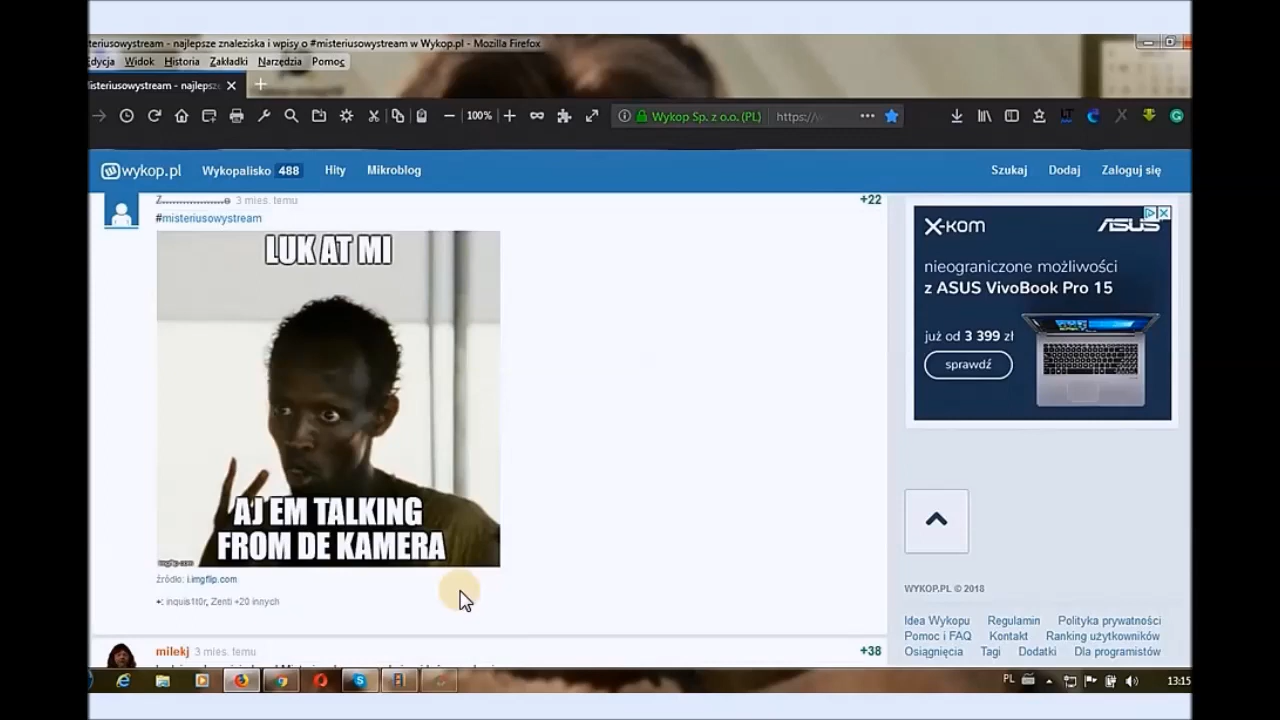 teriusowystream - najlepsze znaleziska i wpisy o #misteriusowystream w Wykop.pl - Mozilla Firefox
Edycja Widok Historia Zakładki Narzędzia Pomoc
misteriusowystream - najlepsze
100%
Wykop Sp. z o.o. (PL) https://w
wykop.pl Wykopalisko 488 Hity Mikroblog Szukaj Dodaj Zaloguj się
3 mies. temu +22
#misteriusowystream
LUK AT MI
AJ EM TALKING
FROM DE KAMERA
imgflip.com
źródło: i.imgflip.com
+: inquis1t0r, Zenti +20 innych
milekj 3 mies. temu +38
X-KOM ASUS
nieograniczone możliwości
z ASUS VivoBook Pro 15
już od 3 399 zł
sprawdź
WYKOP.PL © 2018
Idea Wykopu Regulamin Polityka prywatności
Pomoc i FAQ Kontakt Ranking użytkowników
Osiągnięcia Tagi Dodatki Dla programistów
PL 13:15